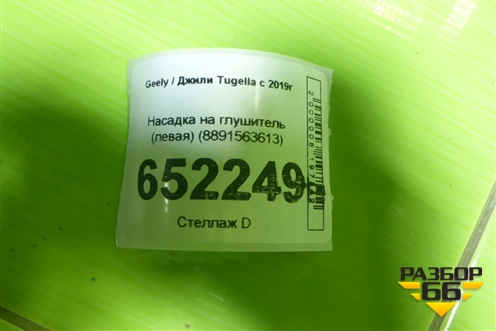 Geely / Джили Tugella с 2019г
Насадка на глушитель
(левая) (8891563613)
652249
Стеллаж D
РАЗБОР
66